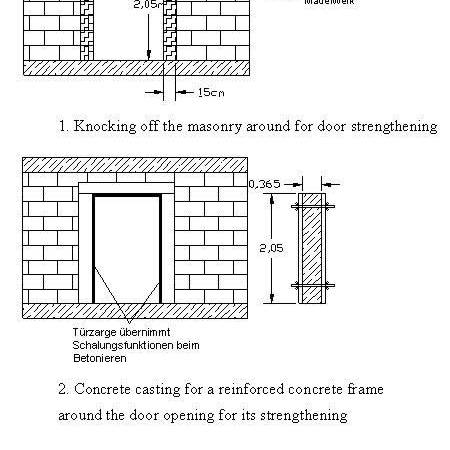 2,05m
15cm
1. Knocking off the masonry around for door strengthening
0,365
2,05
Türzarge übernimmt
Schalungsfunktionen beim
Betonieren
2. Concrete casting for a reinforced concrete frame
around the door opening for its strengthening